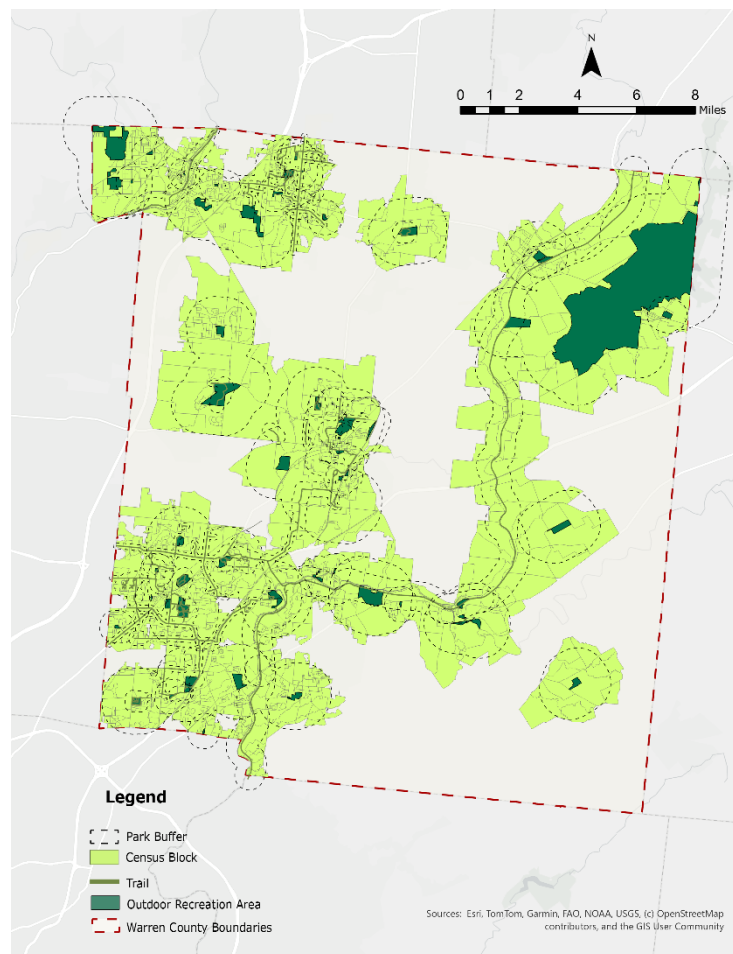 N
0 1 2 4 6 8
Miles
Legend
Park Buffer
Census Block
Trail
Outdoor Recreation Area
Warren County Boundaries
Sources: Esri, TomTom, Garmin, FAO, NOAA, USGS, (c) OpenStreetMap
contributors, and the GIS User Community